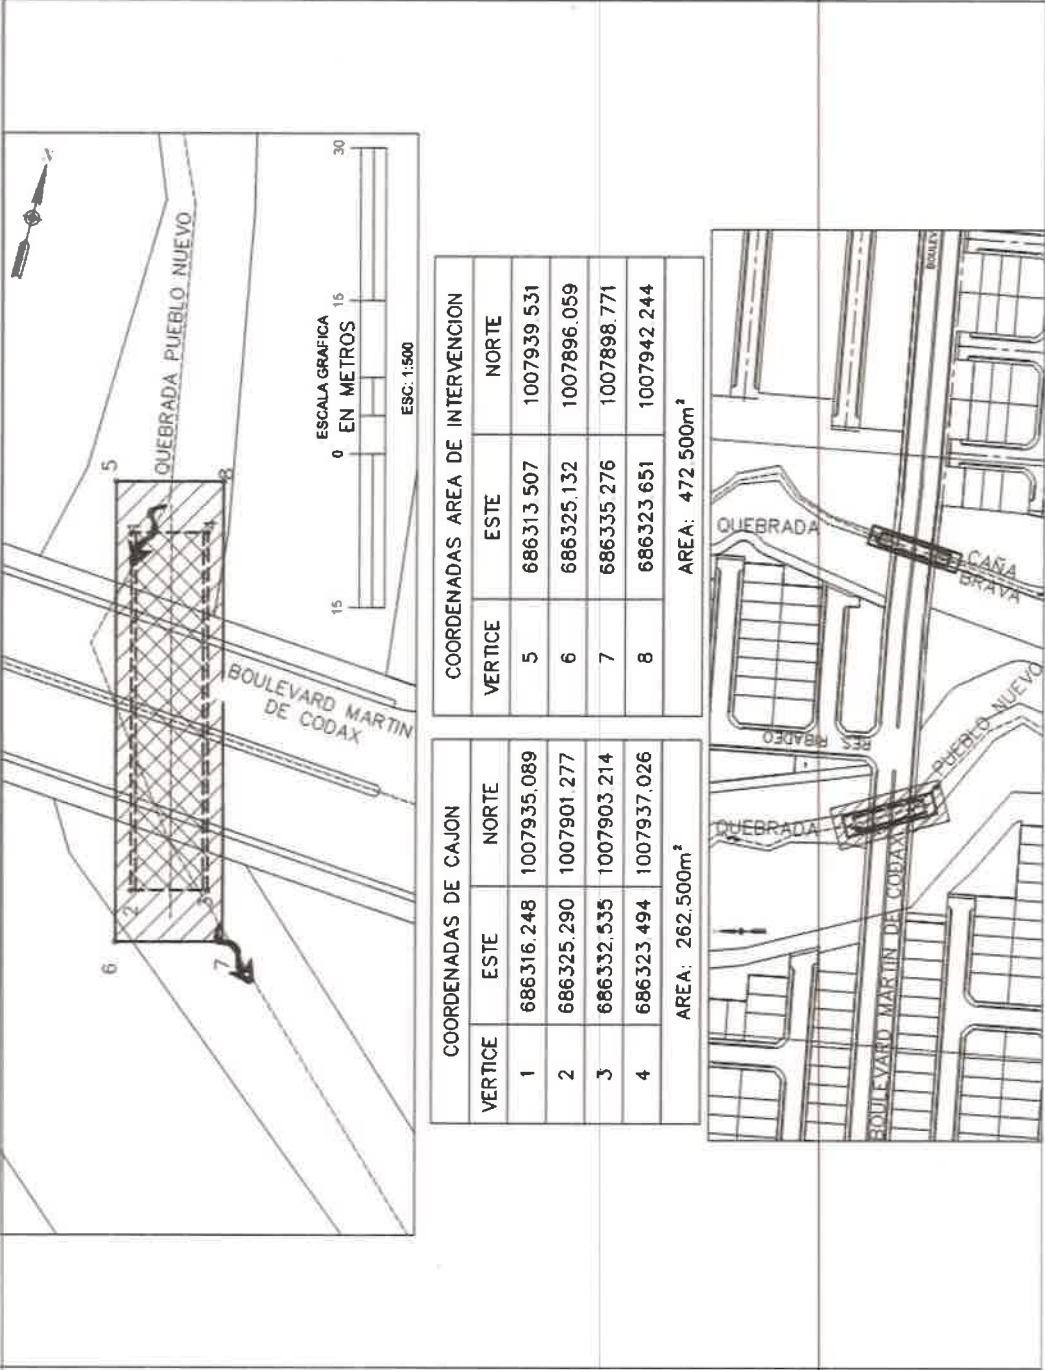 QUEBRADA PUEBLO NUEVO
5
1
4
8
2
3
6
7
BOULEVARD MARTIN
DE CODAX
ESCALA GRAFICA
EN METROS
15 0 15 30
ESC: 1:500
COORDENADAS DE CAJON
VERTICE ESTE NORTE
1 686316.248 1007935.089
2 686325.290 1007901.277
3 686332.535 1007903.214
4 686323.494 1007937.026
AREA: 262.500m²
COORDENADAS AREA DE INTERVENCION
VERTICE ESTE NORTE
5 686313.507 1007939.531
6 686325.132 1007896.059
7 686335.276 1007898.771
8 686323.651 1007942.244
AREA: 472.500m²
QUEBRADA
CAÑA
BRAVA
RES. RIBADEO
QUEBRADA
PUEBLO NUEVO
BOULEVARD MARTIN DE CODAX
BOULEV